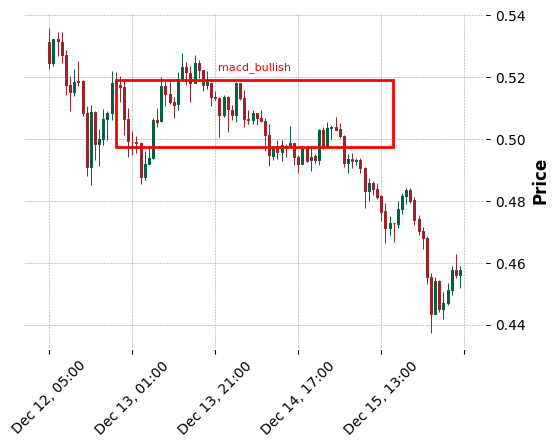 0.54
macd_bullish
0.52
0.50
0.48
0.46
0.44
Price
Dec 12, 05:00
Dec 13, 01:00
Dec 13, 21:00
Dec 14, 17:00
Dec 15, 13:00